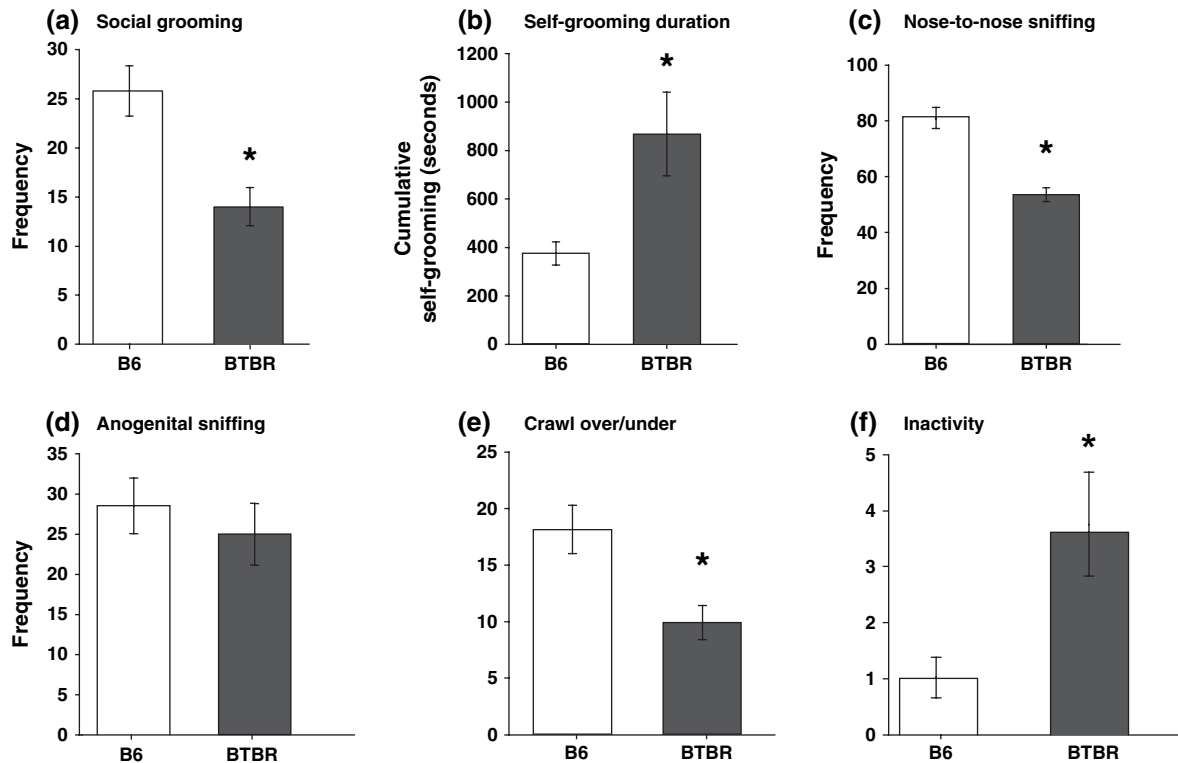 (a) Social grooming
30
25
20
15
10
5
0
Frequency
B6 BTBR
(b) Self-grooming duration
1200
1000
800
600
400
200
0
Cumulative
self-grooming (seconds)
*
B6 BTBR
(c) Nose-to-nose sniffing
100
80
60
40
20
0
Frequency
*
B6 BTBR
(d) Anogenital sniffing
35
30
25
20
15
10
5
0
Frequency
B6 BTBR
(e) Crawl over/under
25
20
15
10
5
0
*
B6 BTBR
(f) Inactivity
5
4
3
2
1
0
*
B6 BTBR